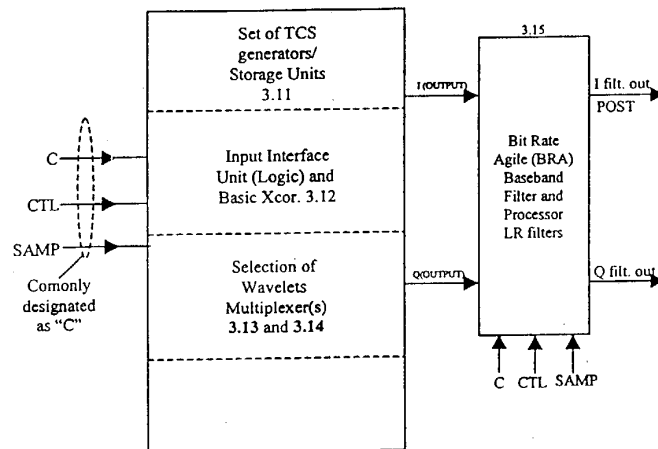 Set of TCS
generators/
Storage Units
3.11
3.15
I (OUTPUT)
I filt. out
POST
C
CTL
SAMP
Comonly
designated
as "C"
Input Interface
Unit (Logic) and
Basic Xcor. 3.12
Bit Rate
Agile (BRA)
Baseband
Filter and
Processor
LR filters
Selection of
Wavelets
Multiplexer(s)
3.13 and 3.14
Q(OUTPUT)
Q filt. out
C CTL SAMP